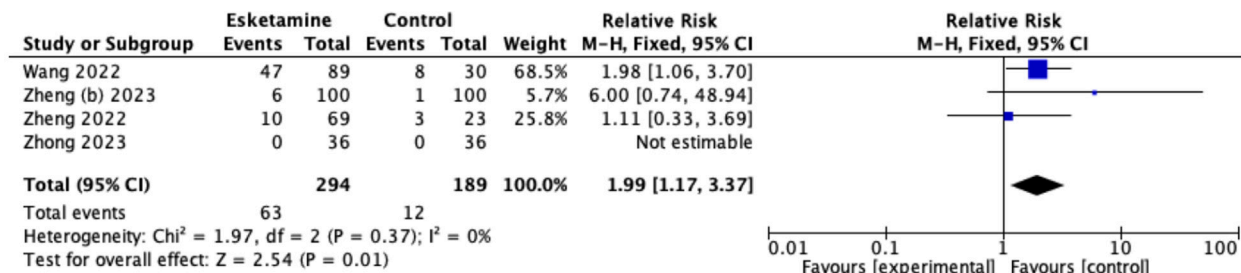 Esketamine Control Relative Risk Relative Risk
Study or Subgroup Events Total Events Total Weight M-H, Fixed, 95% CI M-H, Fixed, 95% CI
Wang 2022 47 89 8 30 68.5% 1.98 [1.06, 3.70]
Zheng (b) 2023 6 100 1 100 5.7% 6.00 [0.74, 48.94]
Zheng 2022 10 69 3 23 25.8% 1.11 [0.33, 3.69]
Zhong 2023 0 36 0 36 Not estimable
Total (95% CI) 294 189 100.0% 1.99 [1.17, 3.37]
Total events 63 12
Heterogeneity: Chi² = 1.97, df = 2 (P = 0.37); I² = 0%
Test for overall effect: Z = 2.54 (P = 0.01)
0.01 0.1 1 10 100
Favours [experimental] Favours [control]